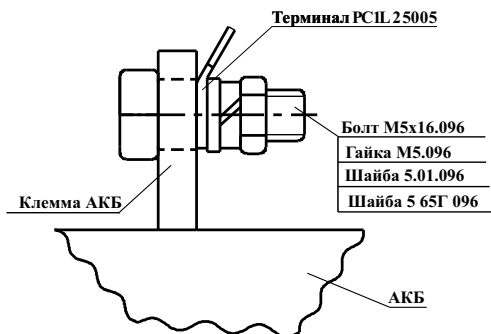 Терминал PC1L 25005
Болт М5х16.096
Гайка М5.096
Шайба 5.01.096
Шайба 5 65Г 096
Клемма АКБ
АКБ